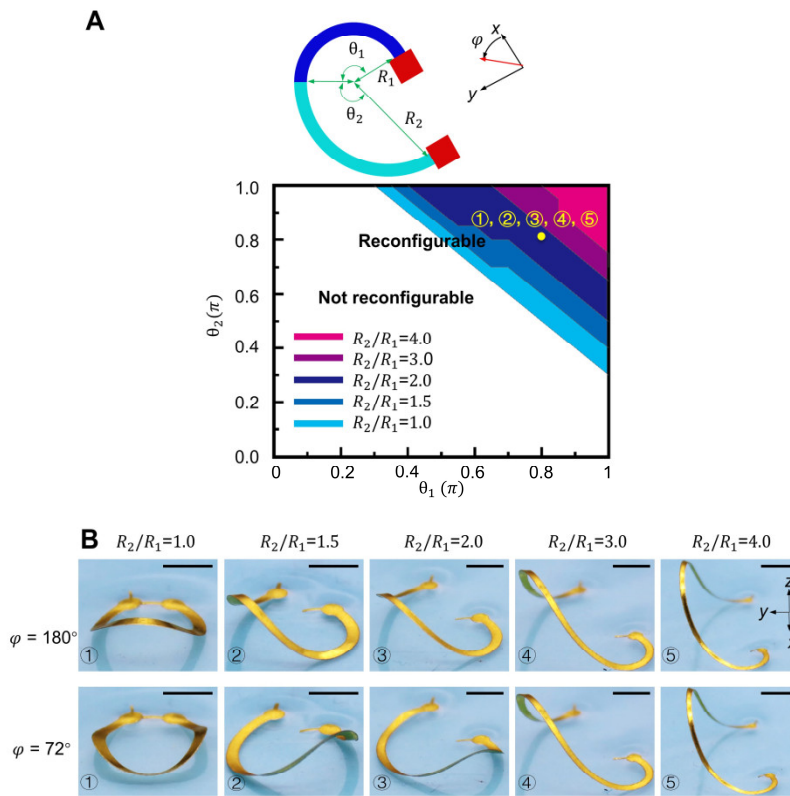 A
θ₁
R₁
θ₂
R₂
φ
x
y
1.0
0.8
0.6
0.4
0.2
0.0
θ₂(π)
①, ②, ③, ④, ⑤
Reconfigurable
Not reconfigurable
R₂/R₁=4.0
R₂/R₁=3.0
R₂/R₁=2.0
R₂/R₁=1.5
R₂/R₁=1.0
0 0.2 0.4 0.6 0.8 1
θ₁ (π)
B
R₂/R₁=1.0 R₂/R₁=1.5 R₂/R₁=2.0 R₂/R₁=3.0 R₂/R₁=4.0
φ = 180°
z
y
① ② ③ ④ ⑤
φ = 72°
① ② ③ ④ ⑤